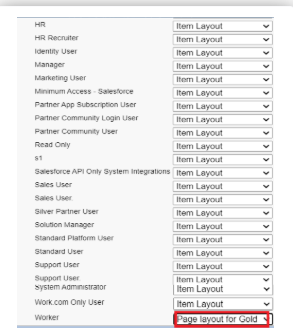 HR Item Layout
HR Recruiter Item Layout
Identity User Item Layout
Manager Item Layout
Marketing User Item Layout
Minimum Access - Salesforce Item Layout
Partner App Subscription User Item Layout
Partner Community Login User Item Layout
Partner Community User Item Layout
Read Only Item Layout
s1 Item Layout
Salesforce API Only System Integrations Item Layout
Sales User Item Layout
Sales User. Item Layout
Silver Partner User Item Layout
Solution Manager Item Layout
Standard Platform User Item Layout
Standard User Item Layout
Support User Item Layout
Support User. Item Layout
System Administrator Item Layout
Work.com Only User Item Layout
Worker Page layout for Gold